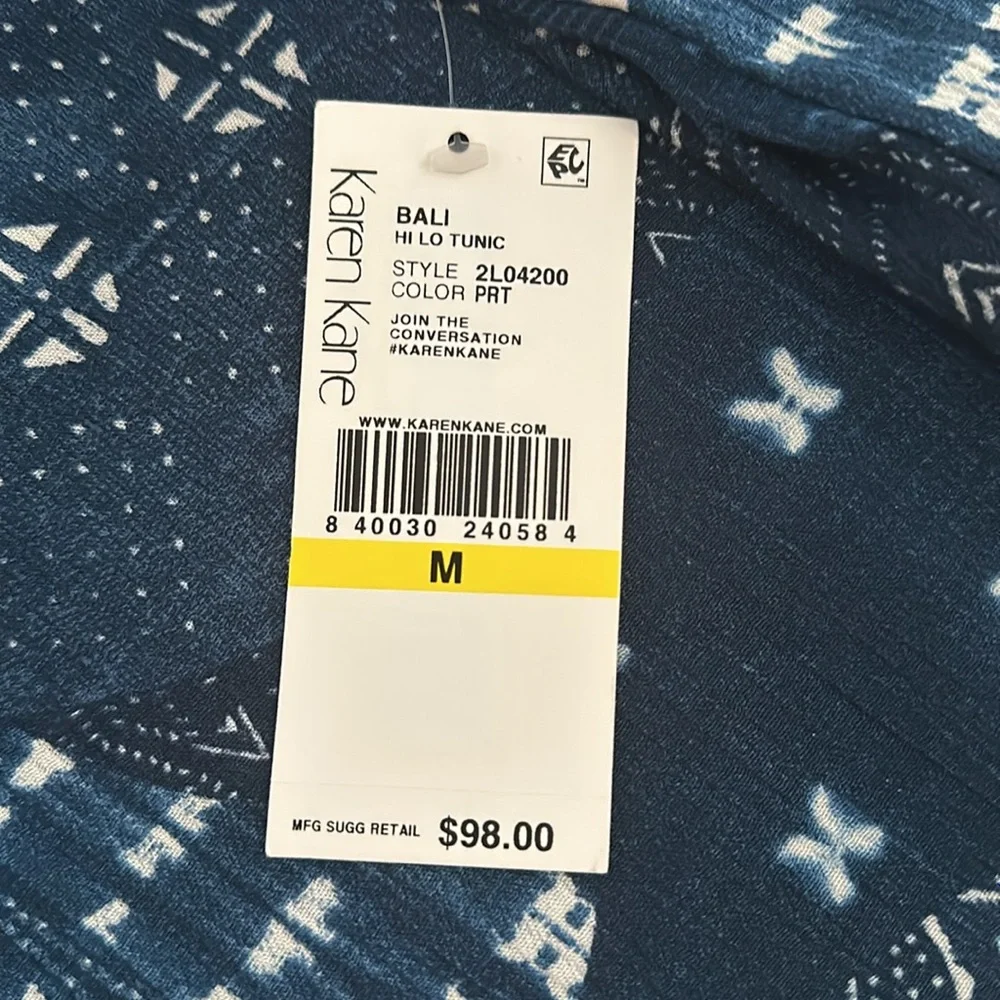 EPC
Karen Kane
BALI
HI LO TUNIC
STYLE 2L04200
COLOR PRT
JOIN THE
CONVERSATION
#KARENKANE
WWW.KARENKANE.COM
8 40030 24058 4
M
MFG SUGG RETAIL $98.00